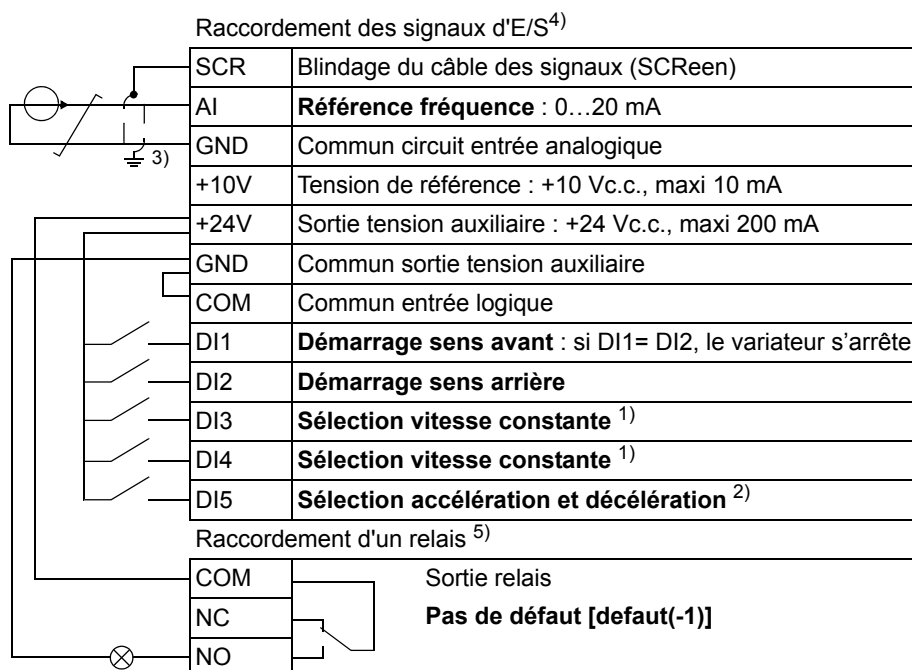 Raccordement des signaux d'E/S4)
SCR Blindage du câble des signaux (SCReen)
AI Référence fréquence : 0…20 mA
GND Commun circuit entrée analogique
3)
+10V Tension de référence : +10 Vc.c., maxi 10 mA
+24V Sortie tension auxiliaire : +24 Vc.c., maxi 200 mA
GND Commun sortie tension auxiliaire
COM Commun entrée logique
DI1 Démarrage sens avant : si DI1= DI2, le variateur s’arrête
DI2 Démarrage sens arrière
DI3 Sélection vitesse constante 1)
DI4 Sélection vitesse constante 1)
DI5 Sélection accélération et décélération 2)
Raccordement d'un relais 5)
COM Sortie relais
NC Pas de défaut [defaut(-1)]
NO